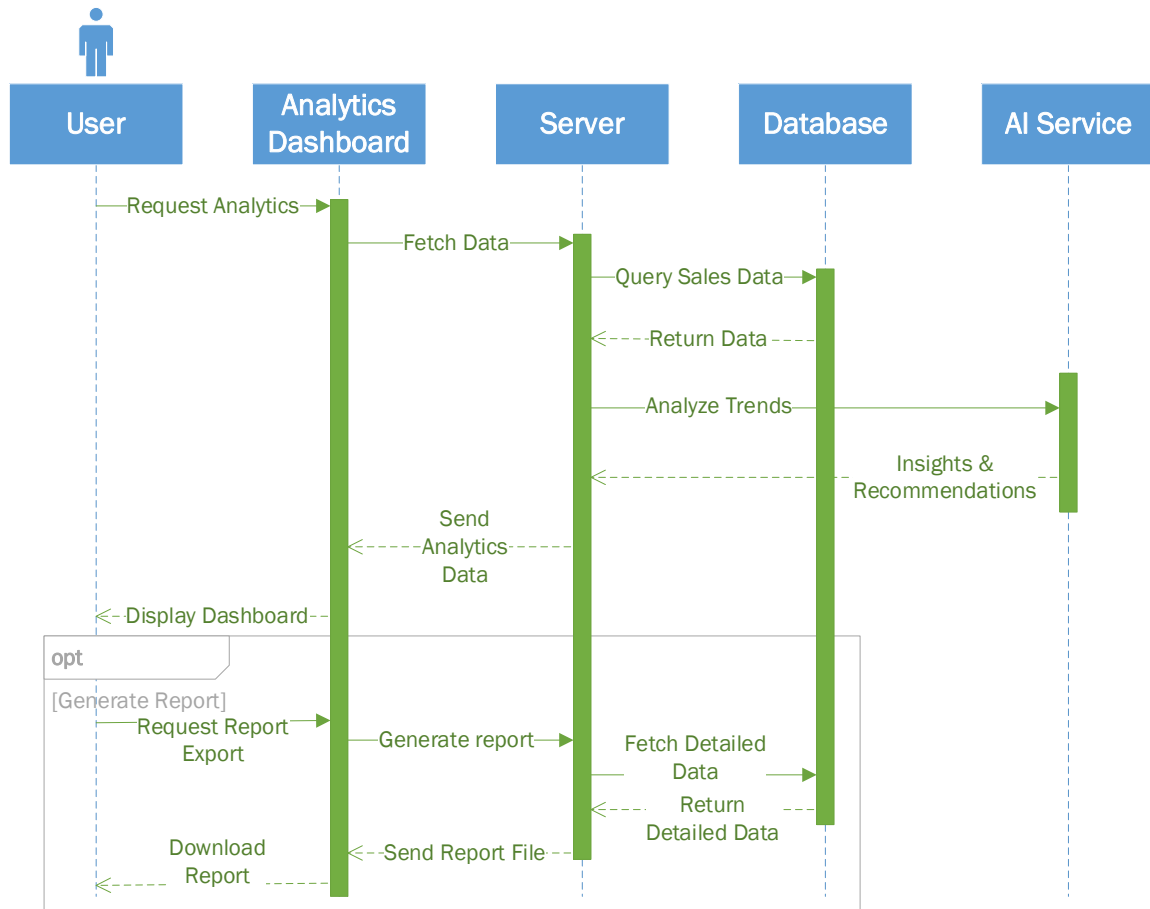 User
Analytics
Dashboard
Server
Database
AI Service
Request Analytics
Fetch Data
Query Sales Data
Return Data
Analyze Trends
Insights &
Recommendations
Send
Analytics
Data
Display Dashboard
opt
[Generate Report]
Request Report
Export
Generate report
Fetch Detailed
Data
Return
Detailed Data
Send Report File
Download
Report